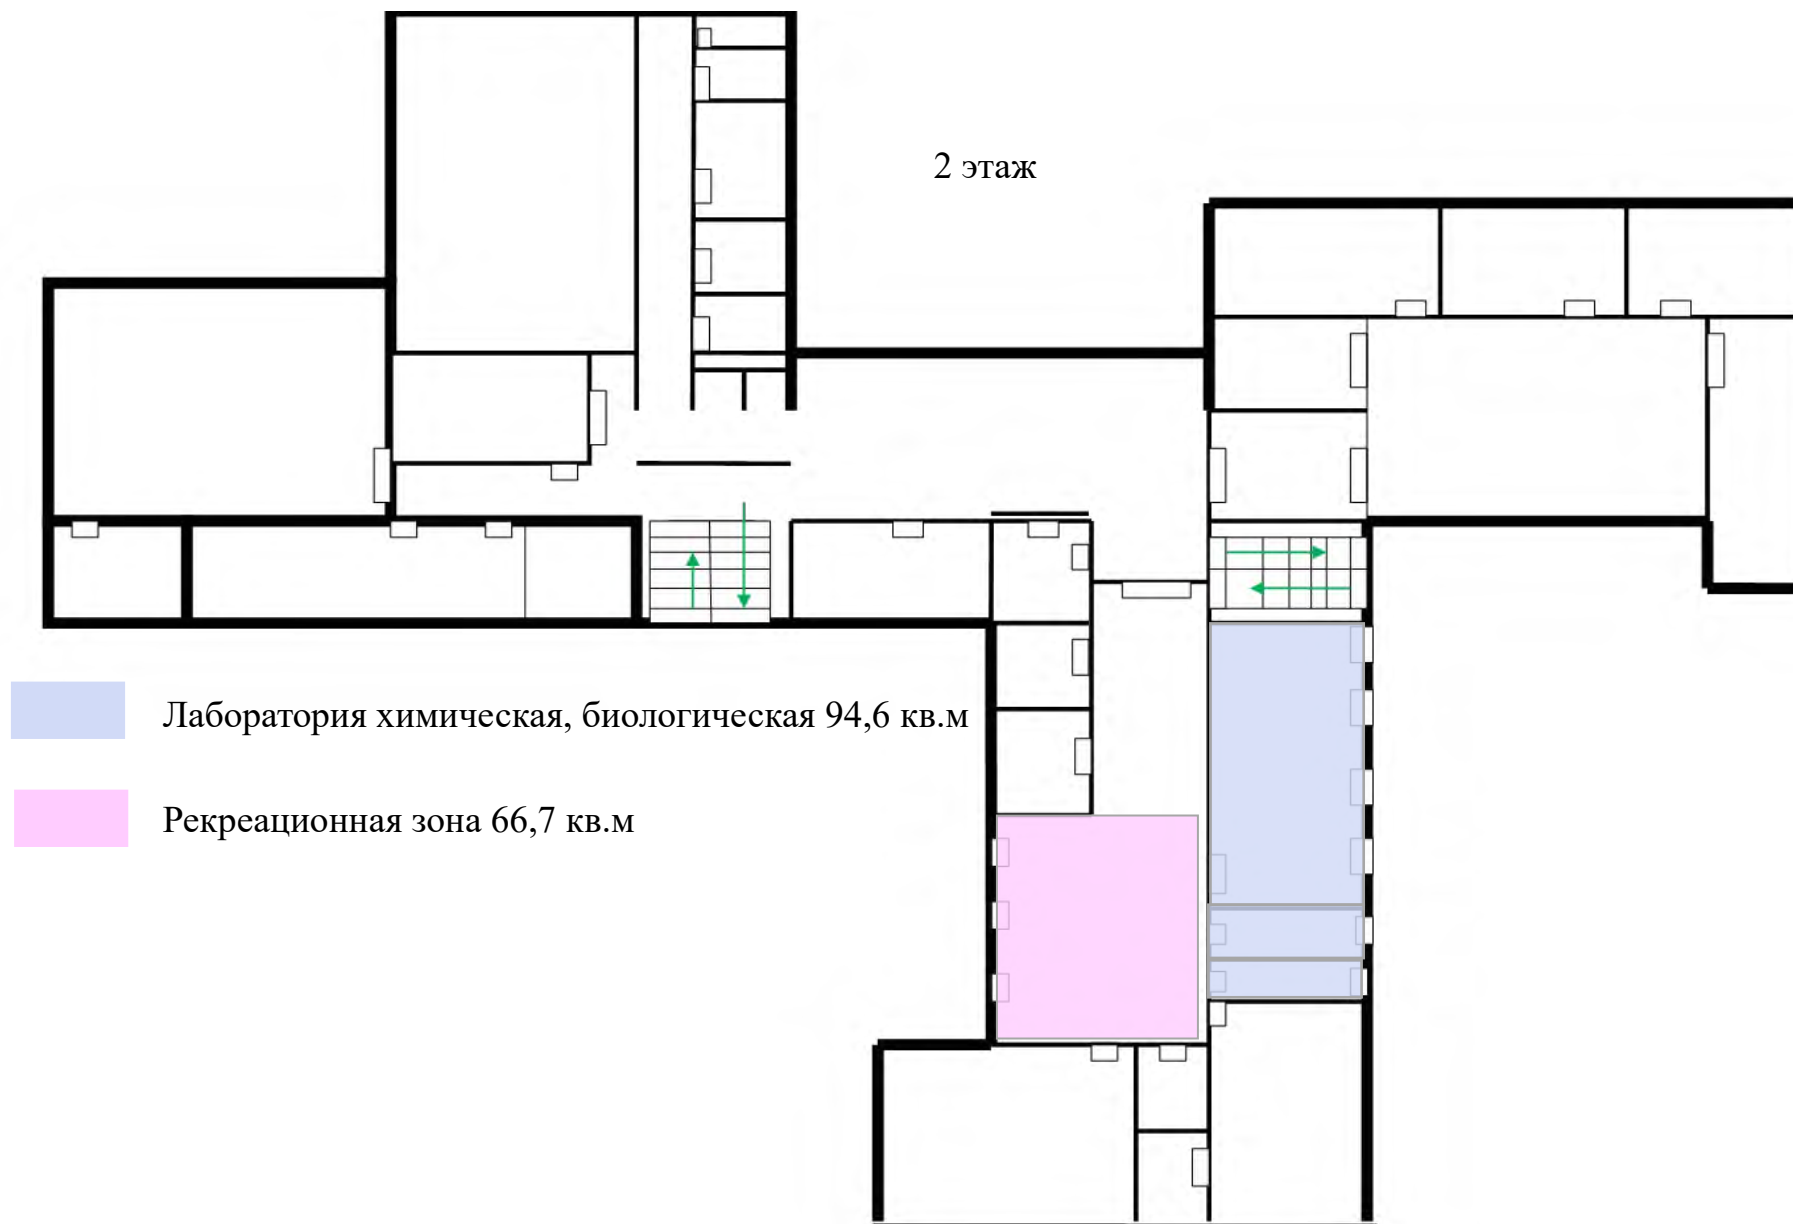 2 этаж
Лаборатория химическая, биологическая 94,6 кв.м
Рекреационная зона 66,7 кв.м